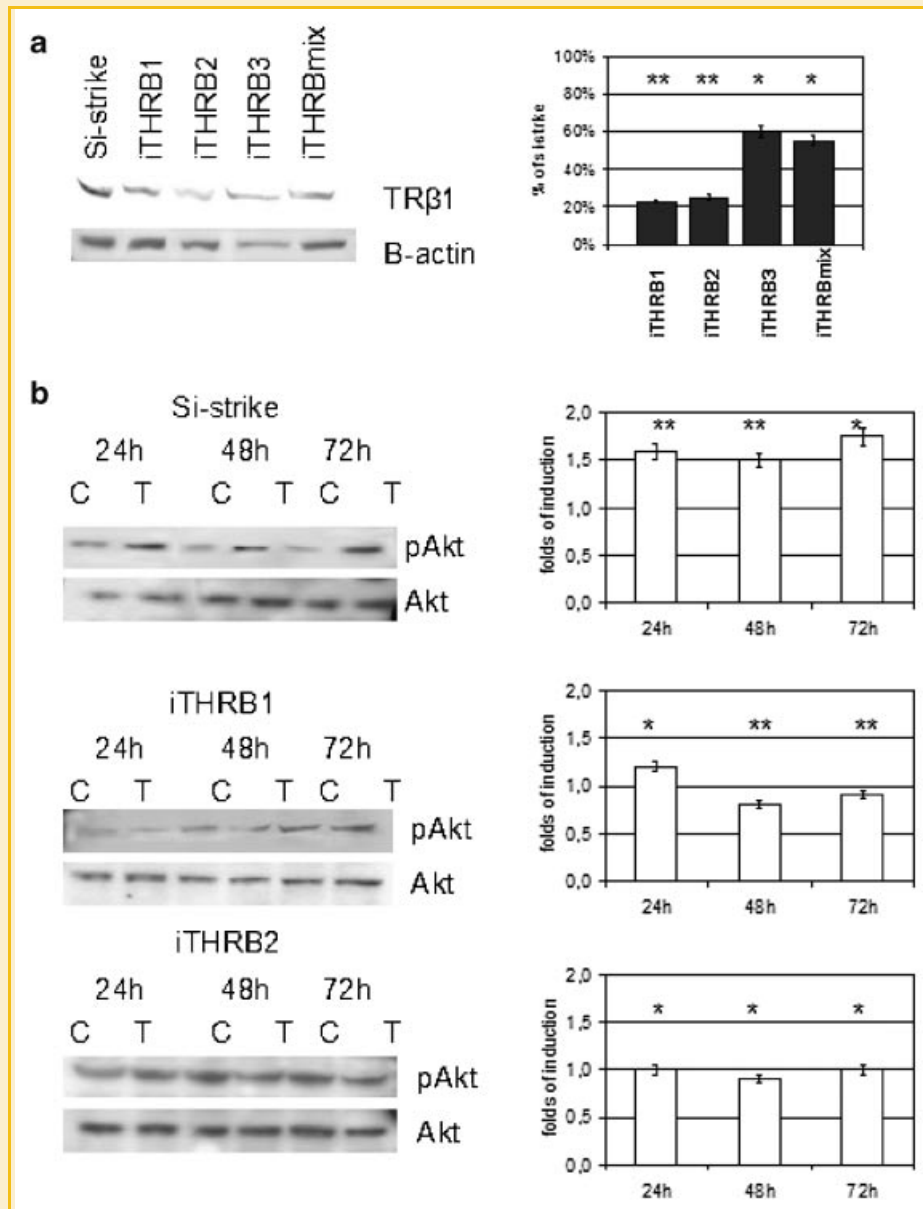 a
Si-strike
iTHRB1
iTHRB2
iTHRB3
iTHRBmix
TRβ1
B-actin
% of sistrke
100%
80%
60%
40%
20%
0%
** ** * *
iTHRB1
iTHRB2
iTHRB3
iTHRBmix
b
Si-strike
24h 48h 72h
C T C T C T
pAkt
Akt
folds of induction
2,0
1,5
1,0
0,5
0,0
** ** *
24h 48h 72h
iTHRB1
24h 48h 72h
C T C T C T
pAkt
Akt
folds of induction
2,0
1,5
1,0
0,5
0,0
* ** **
24h 48h 72h
iTHRB2
24h 48h 72h
C T C T C T
pAkt
Akt
folds of induction
2,0
1,5
1,0
0,5
0,0
* * *
24h 48h 72h